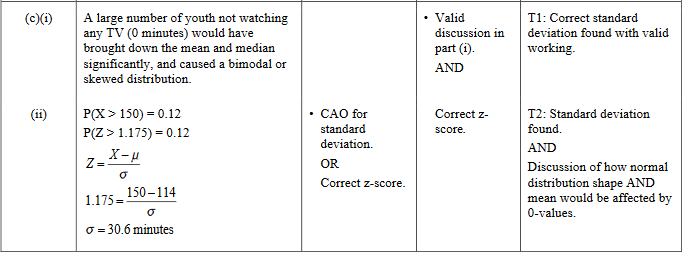 (c)(i)
A large number of youth not watching
any TV (0 minutes) would have
brought down the mean and median
significantly, and caused a bimodal or
skewed distribution.
• Valid
discussion in
part (i).
AND
T1: Correct standard
deviation found with valid
working.
(ii)
P(X > 150) = 0.12
P(Z > 1.175) = 0.12
Z = (X − μ)/σ
1.175 = (150 − 114)/σ
σ = 30.6 minutes
• CAO for
standard
deviation.
OR
Correct z-score.
Correct z-
score.
T2: Standard deviation
found.
AND
Discussion of how normal
distribution shape AND
mean would be affected by
0-values.